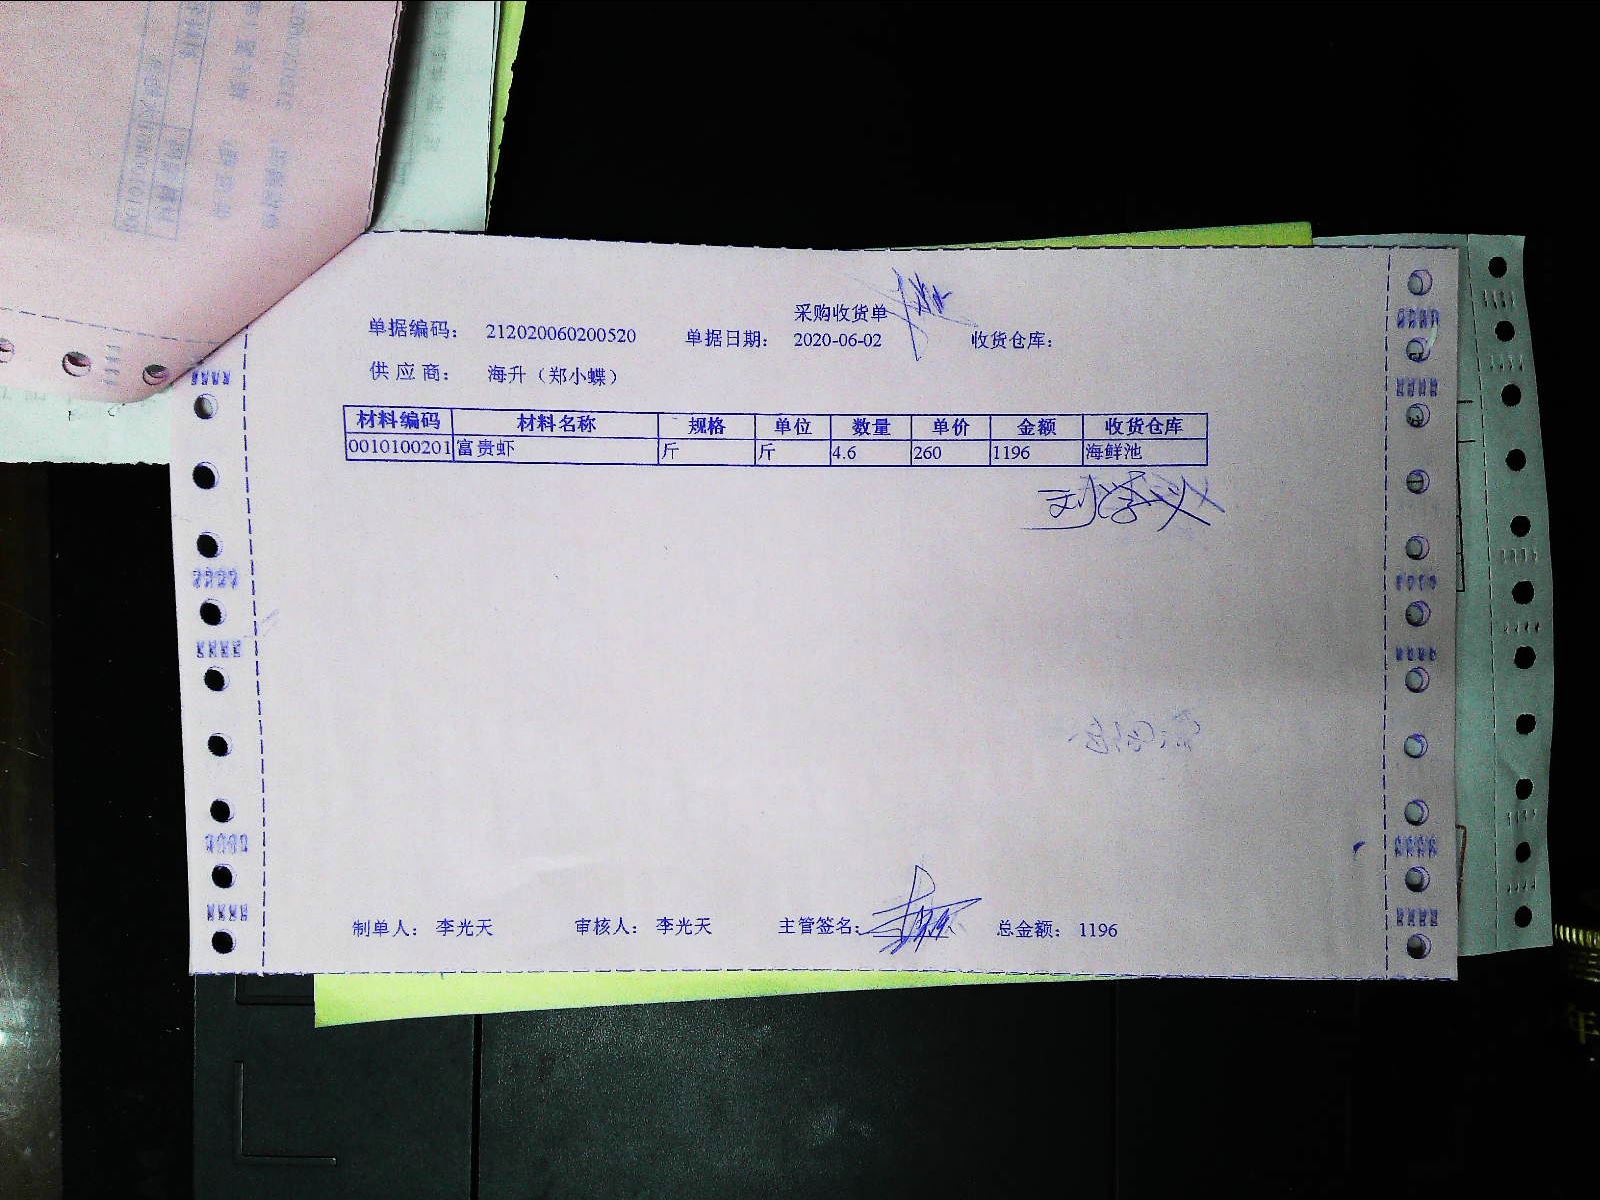 采购收货单
单据编码： 212020060200520 单据日期： 2020-06-02 收货仓库：
供应商： 海升（郑小蝶）
材料编码 材料名称 规格 单位 数量 单价 金额 收货仓库
0010100201 富贵虾 斤 斤 4.6 260 1196 海鲜池
刘学义
制单人： 李光天 审核人： 李光天 主管签名： 总金额： 1196